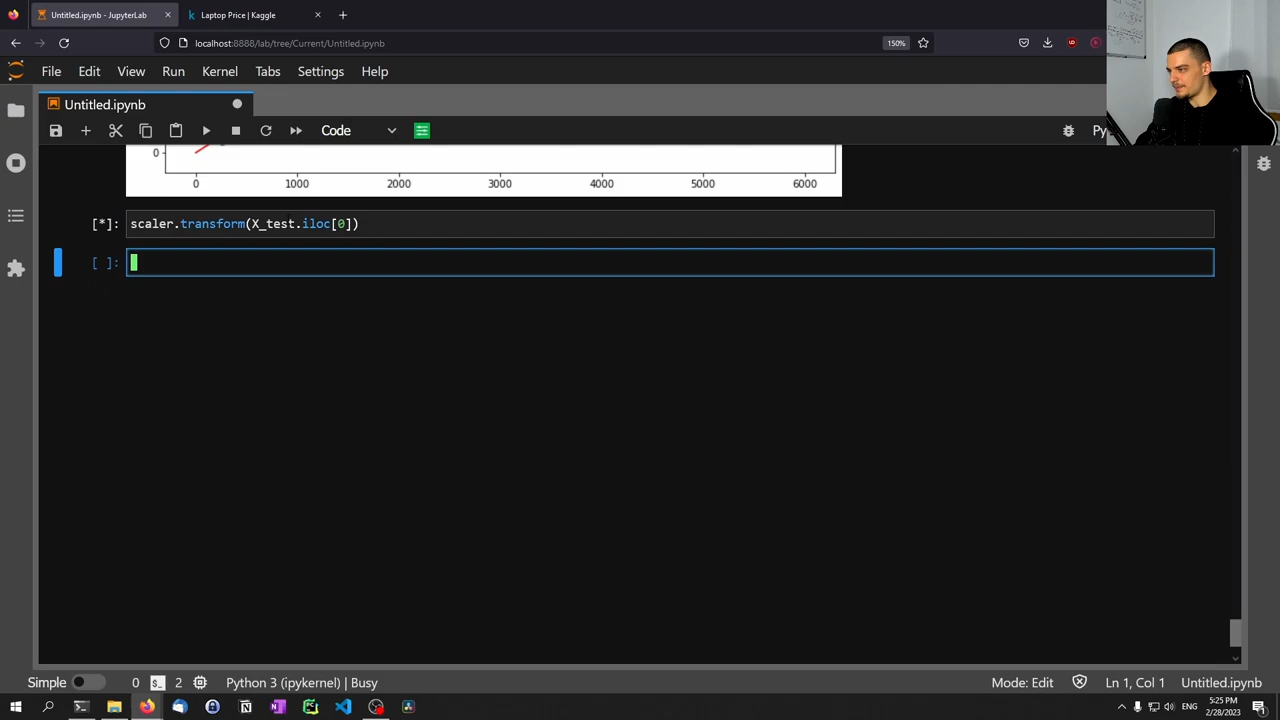 Untitled.ipynb - JupyterLab
Laptop Price | Kaggle
localhost:8888/lab/tree/Current/Untitled.ipynb
150%
File Edit View Run Kernel Tabs Settings Help
Untitled.ipynb
Code
Py
0
0 1000 2000 3000 4000 5000 6000
[*]: scaler.transform(X_test.iloc[0])
[ ]:
Simple 0 2 Python 3 (ipykernel) | Busy Mode: Edit Ln 1, Col 1 Untitled.ipynb
ENG 5:25 PM
2/28/2023